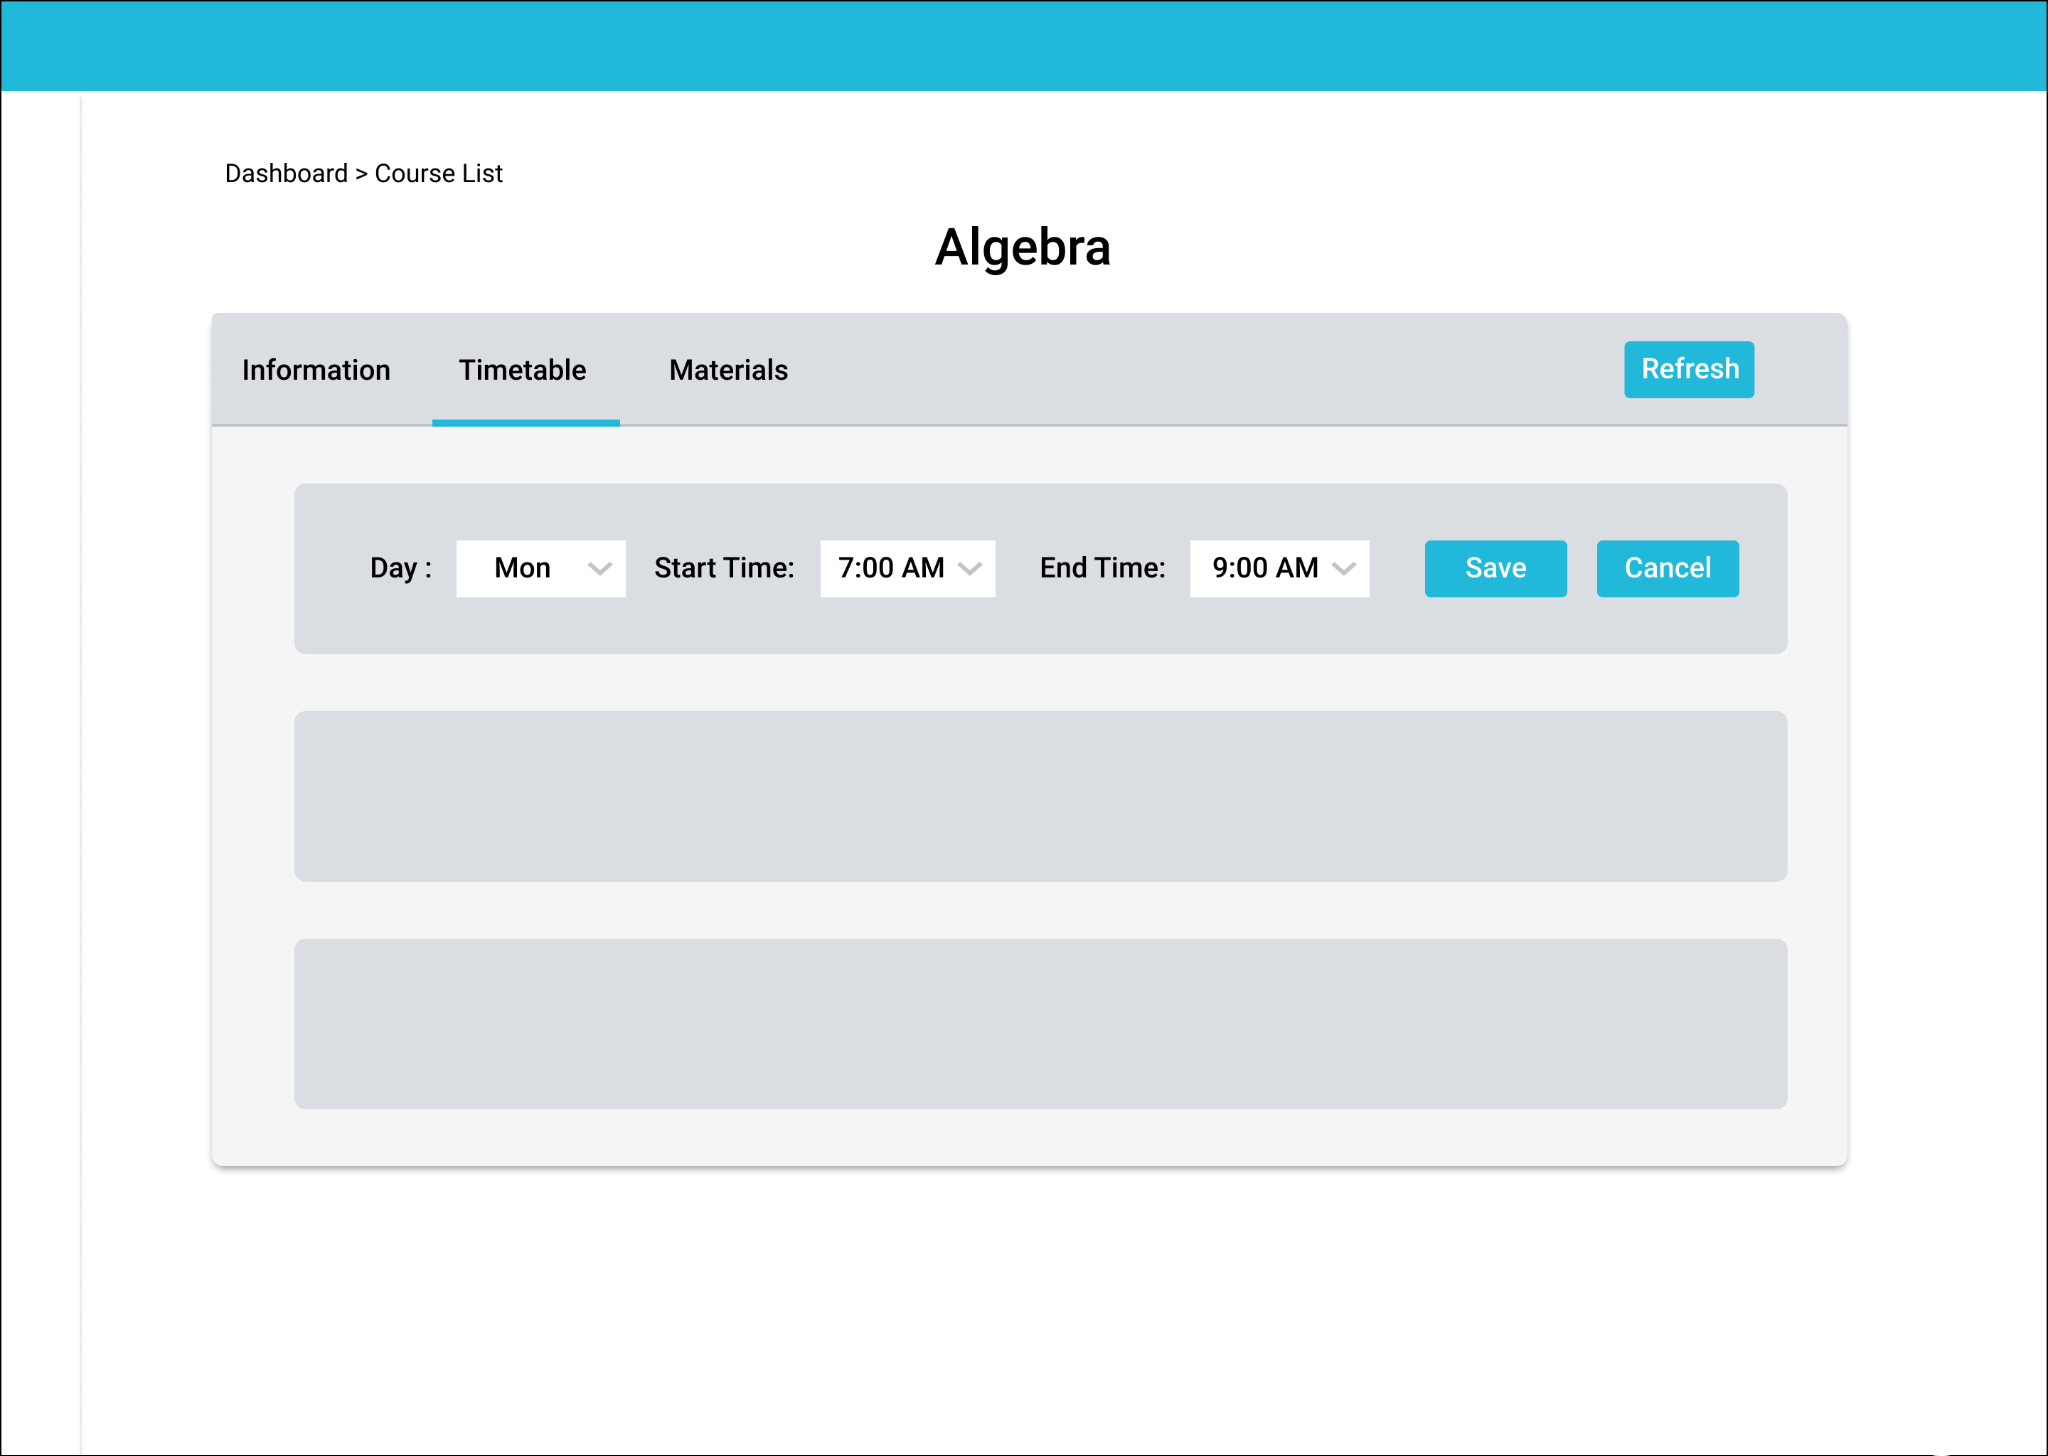 Dashboard > Course List
Algebra
Information Timetable Materials Refresh
Day : Mon Start Time: 7:00 AM End Time: 9:00 AM Save Cancel